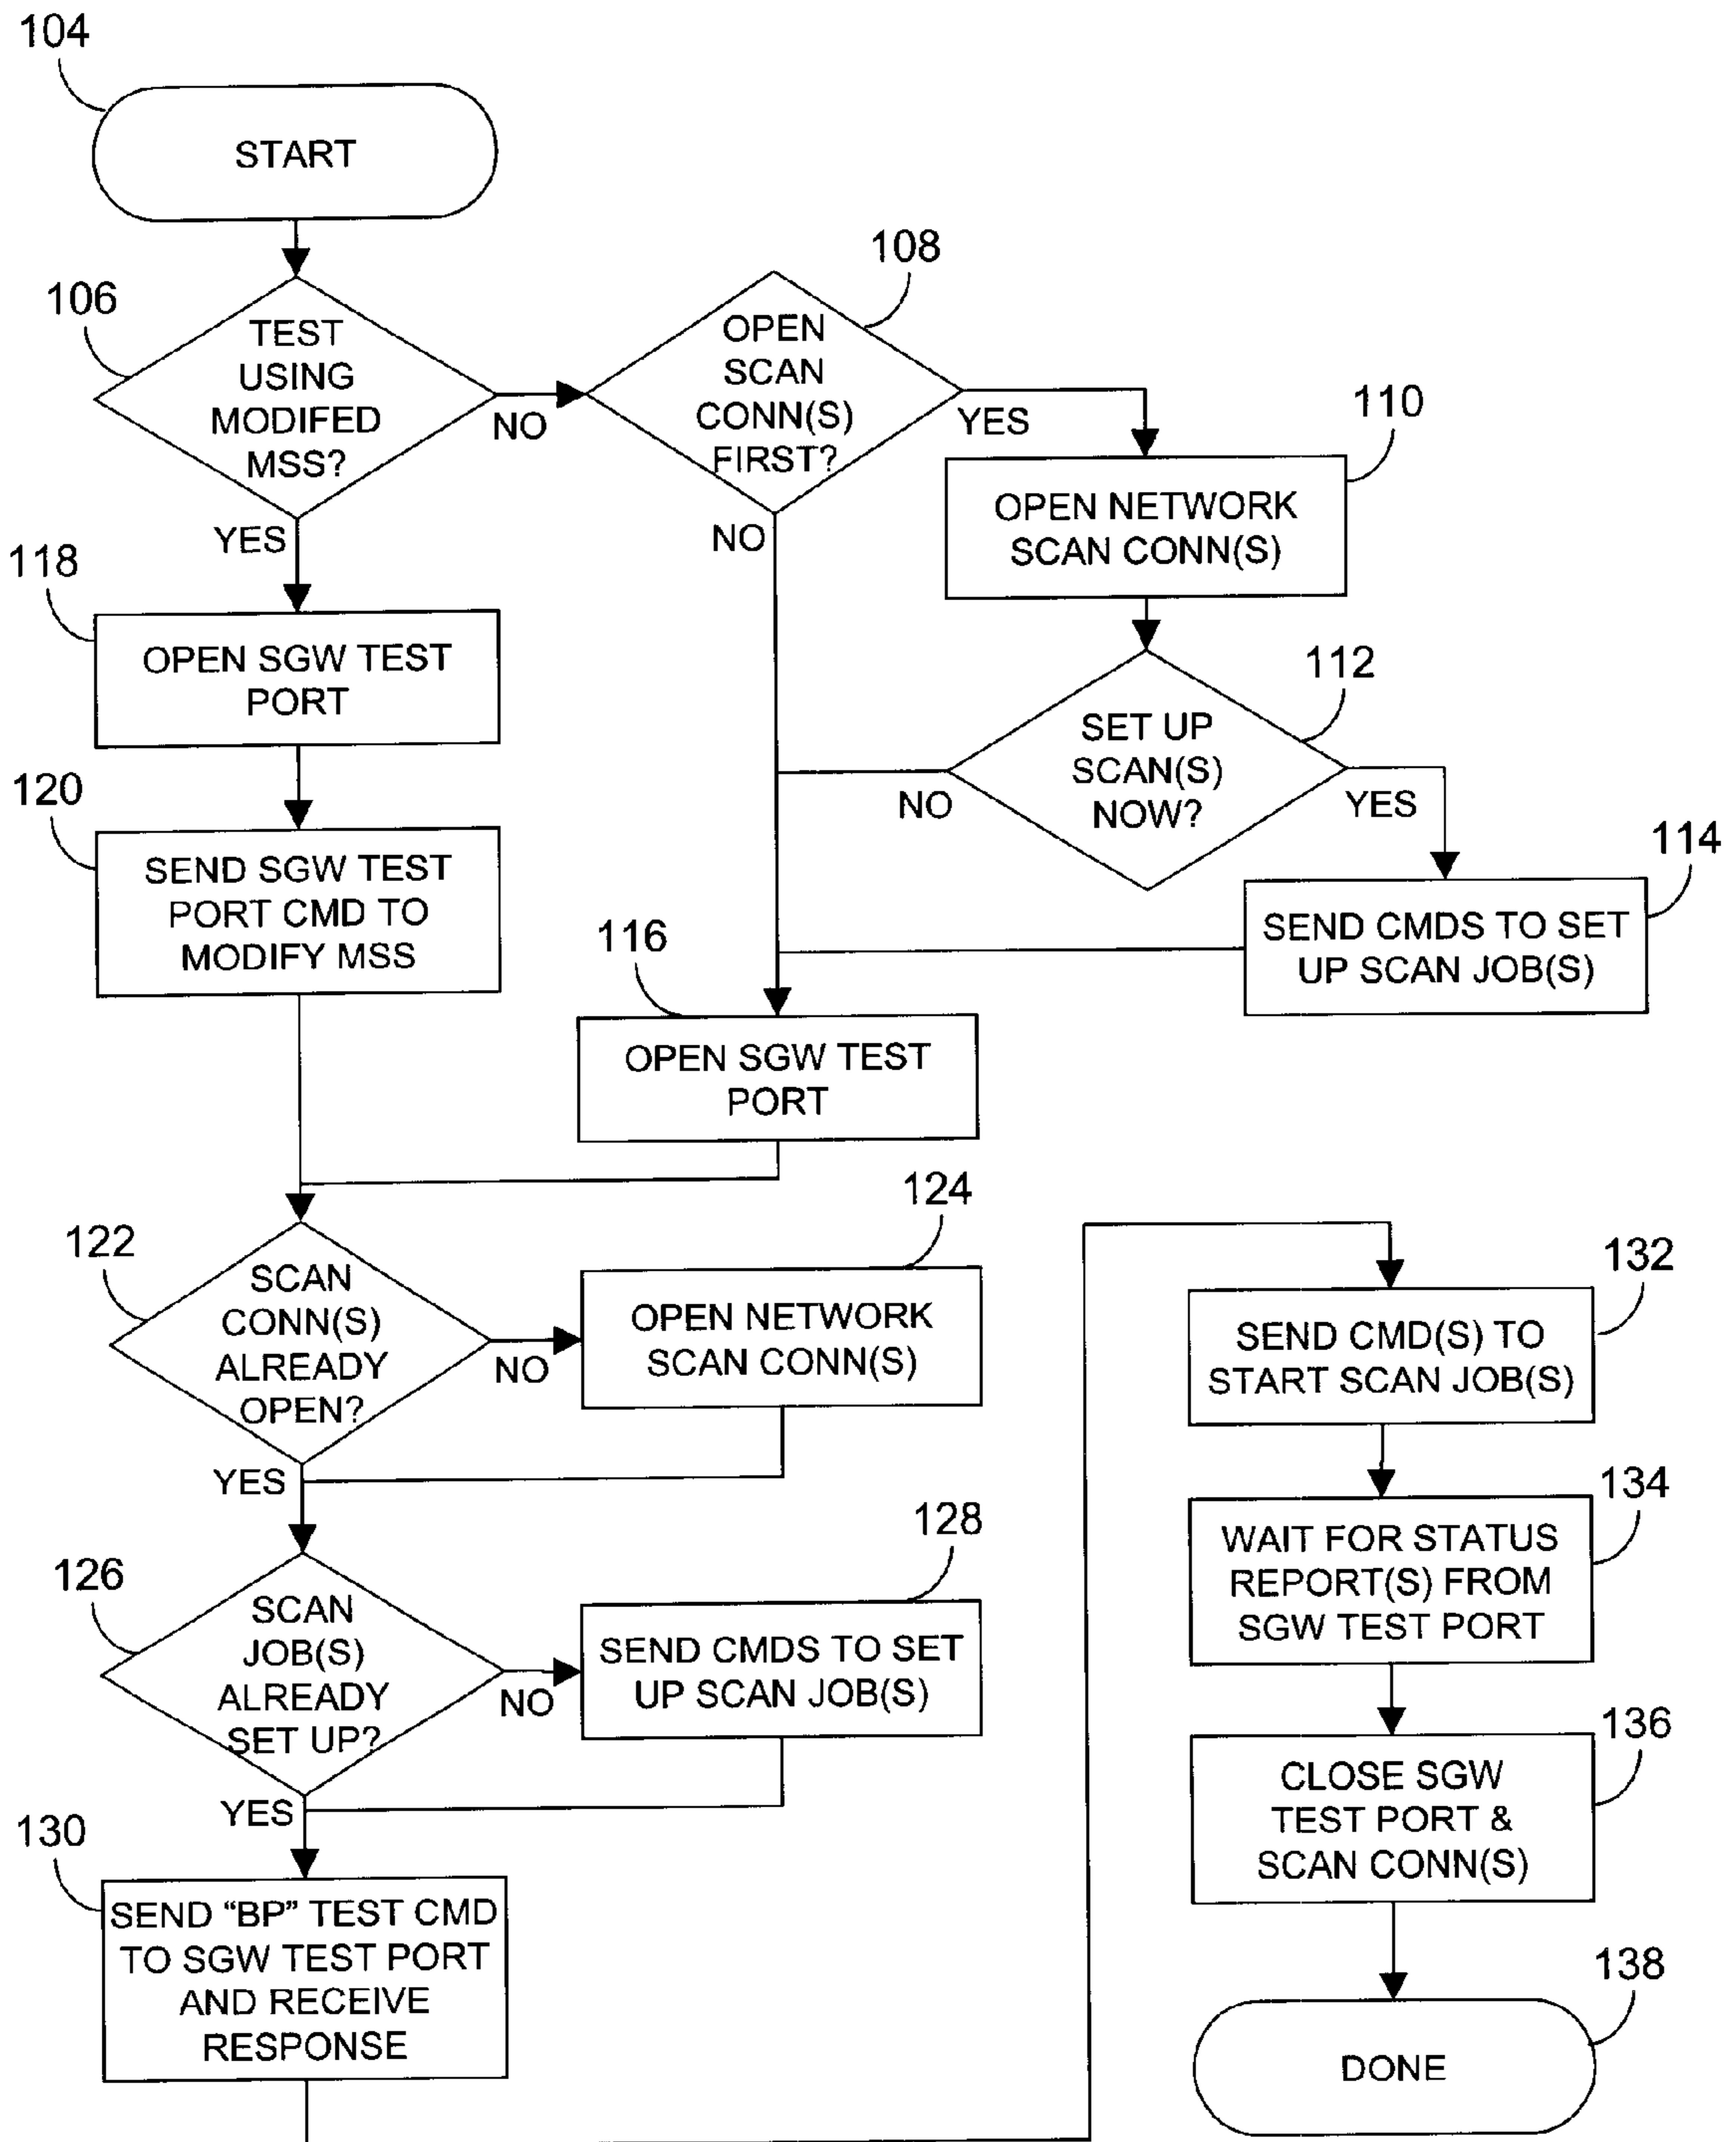 104
START
106
TEST
USING
MODIFED
MSS?
NO
YES
108
OPEN
SCAN
CONN(S)
FIRST?
YES
NO
110
OPEN NETWORK
SCAN CONN(S)
112
SET UP
SCAN(S)
NOW?
NO
YES
114
SEND CMDS TO SET
UP SCAN JOB(S)
116
OPEN SGW TEST
PORT
118
OPEN SGW TEST
PORT
120
SEND SGW TEST
PORT CMD TO
MODIFY MSS
122
SCAN
CONN(S)
ALREADY
OPEN?
NO
YES
124
OPEN NETWORK
SCAN CONN(S)
126
SCAN
JOB(S)
ALREADY
SET UP?
NO
YES
128
SEND CMDS TO SET
UP SCAN JOB(S)
130
SEND “BP” TEST CMD
TO SGW TEST PORT
AND RECEIVE
RESPONSE
132
SEND CMD(S) TO
START SCAN JOB(S)
134
WAIT FOR STATUS
REPORT(S) FROM
SGW TEST PORT
136
CLOSE SGW
TEST PORT &
SCAN CONN(S)
138
DONE